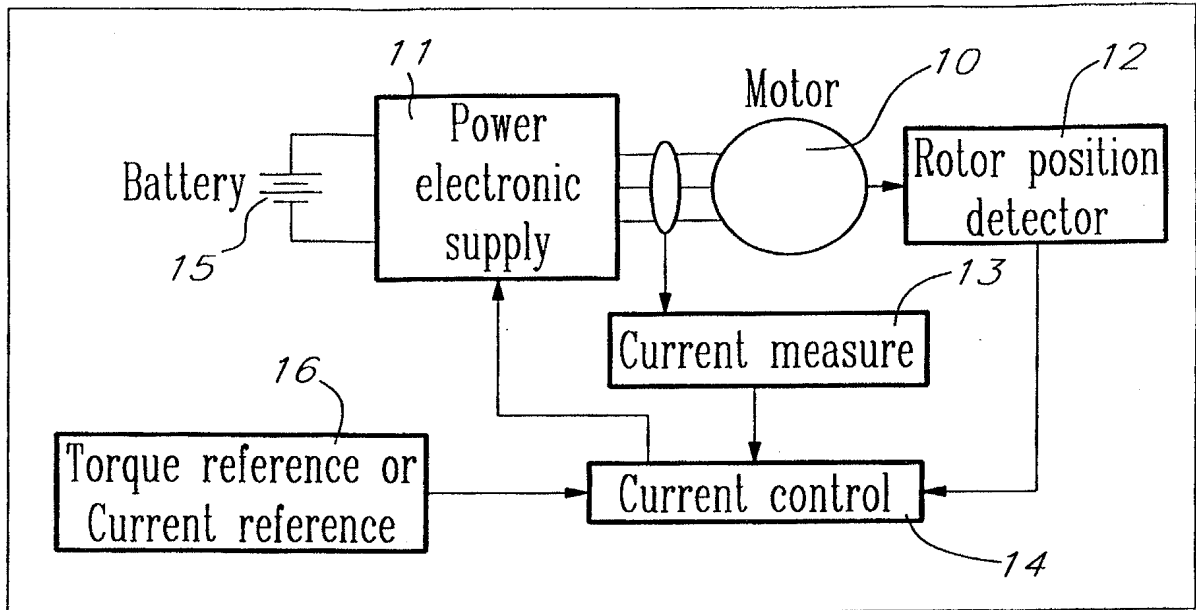 11
10
12
Motor
Power
electronic
supply
Battery
15
Rotor position
detector
13
Current measure
16
Torque reference or
Current reference
Current control
14